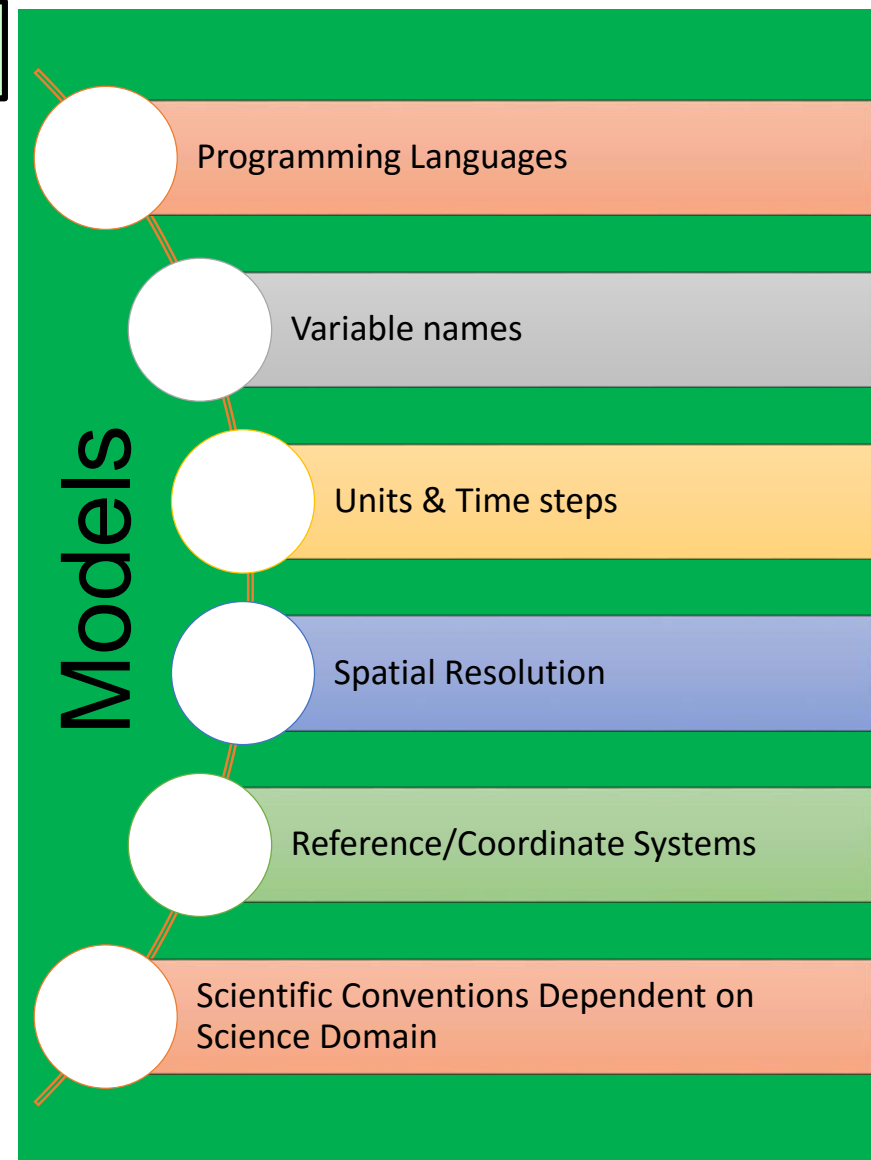 Models
Programming Languages
Variable names
Units & Time steps
Spatial Resolution
Reference/Coordinate Systems
Scientific Conventions Dependent on
Science Domain